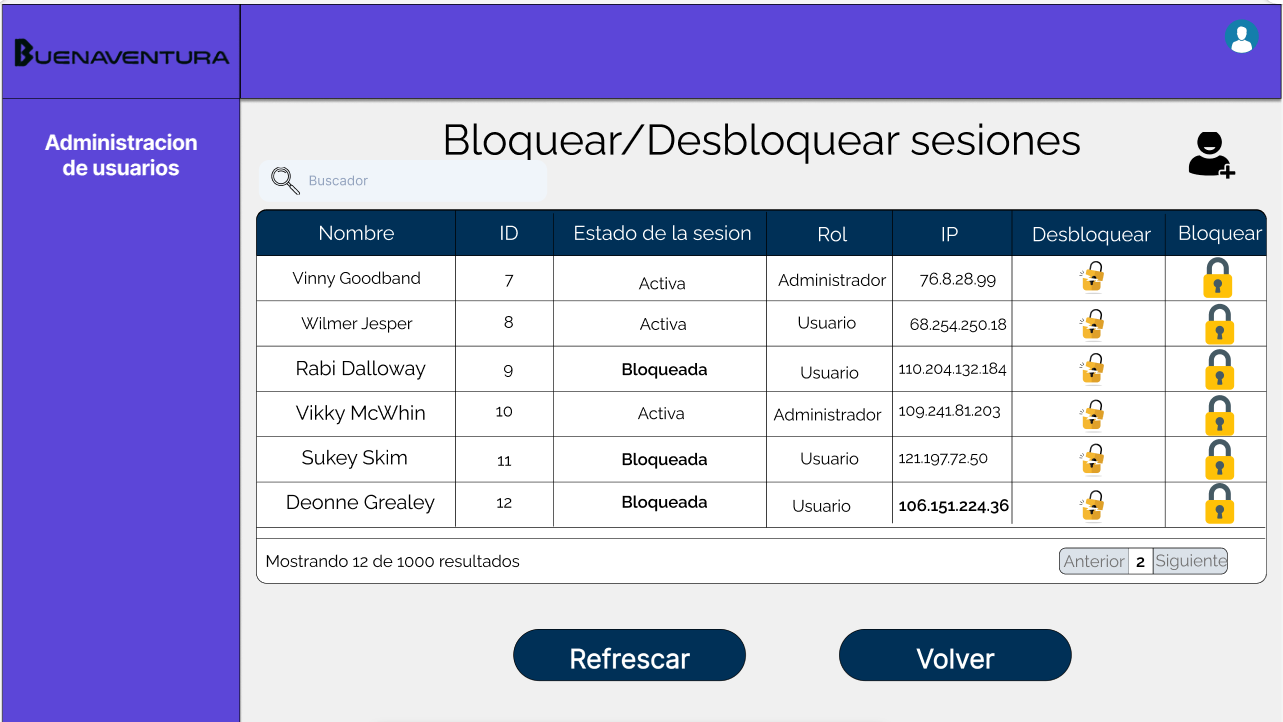 BUENAVENTURA
Administracion
de usuarios
Bloquear/Desbloquear sesiones
Buscador
Nombre ID Estado de la sesion Rol IP Desbloquear Bloquear
Vinny Goodband 7 Activa Administrador 76.8.28.99
Wilmer Jesper 8 Activa Usuario 68.254.250.18
Rabi Dalloway 9 Bloqueada Usuario 110.204.132.184
Vikky McWhin 10 Activa Administrador 109.241.81.203
Sukey Skim 11 Bloqueada Usuario 121.197.72.50
Deonne Grealey 12 Bloqueada Usuario 106.151.224.36
Mostrando 12 de 1000 resultados Anterior 2 Siguiente
Refrescar Volver